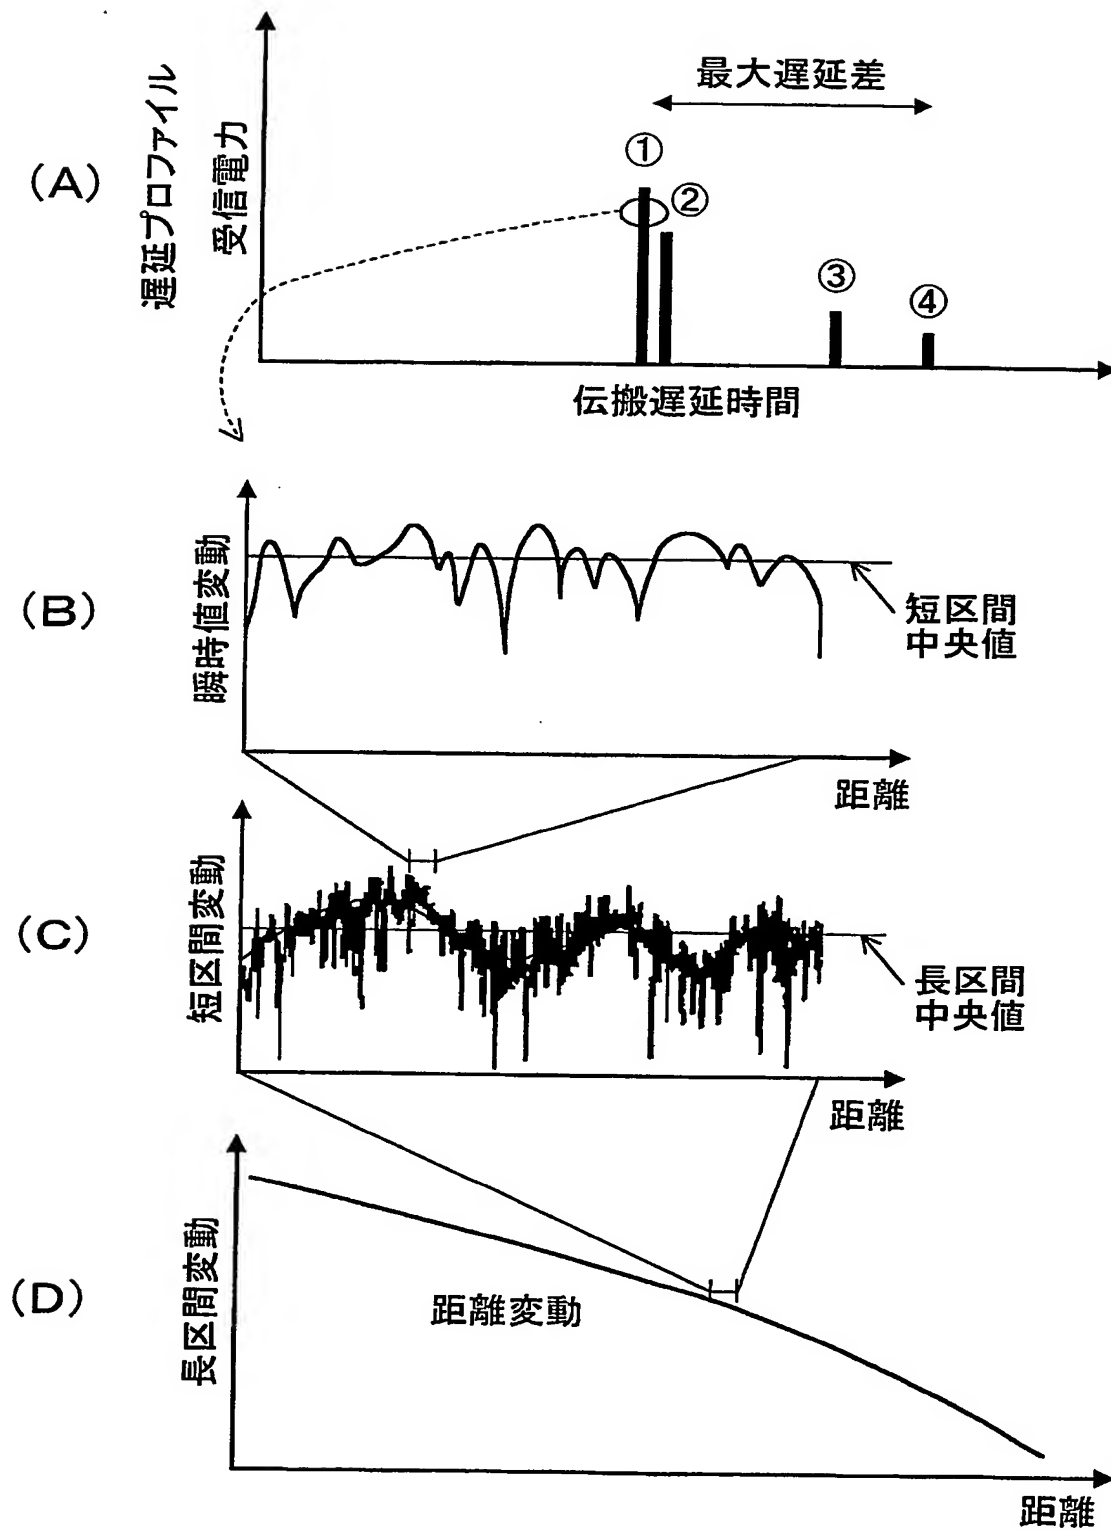 (A)
遅延プロファイル
受信電力
最大遅延差
①
②
③
④
伝搬遅延時間
(B)
瞬時値変動
短区間
中央値
距離
(C)
短区間変動
長区間
中央値
距離
(D)
長区間変動
距離変動
距離